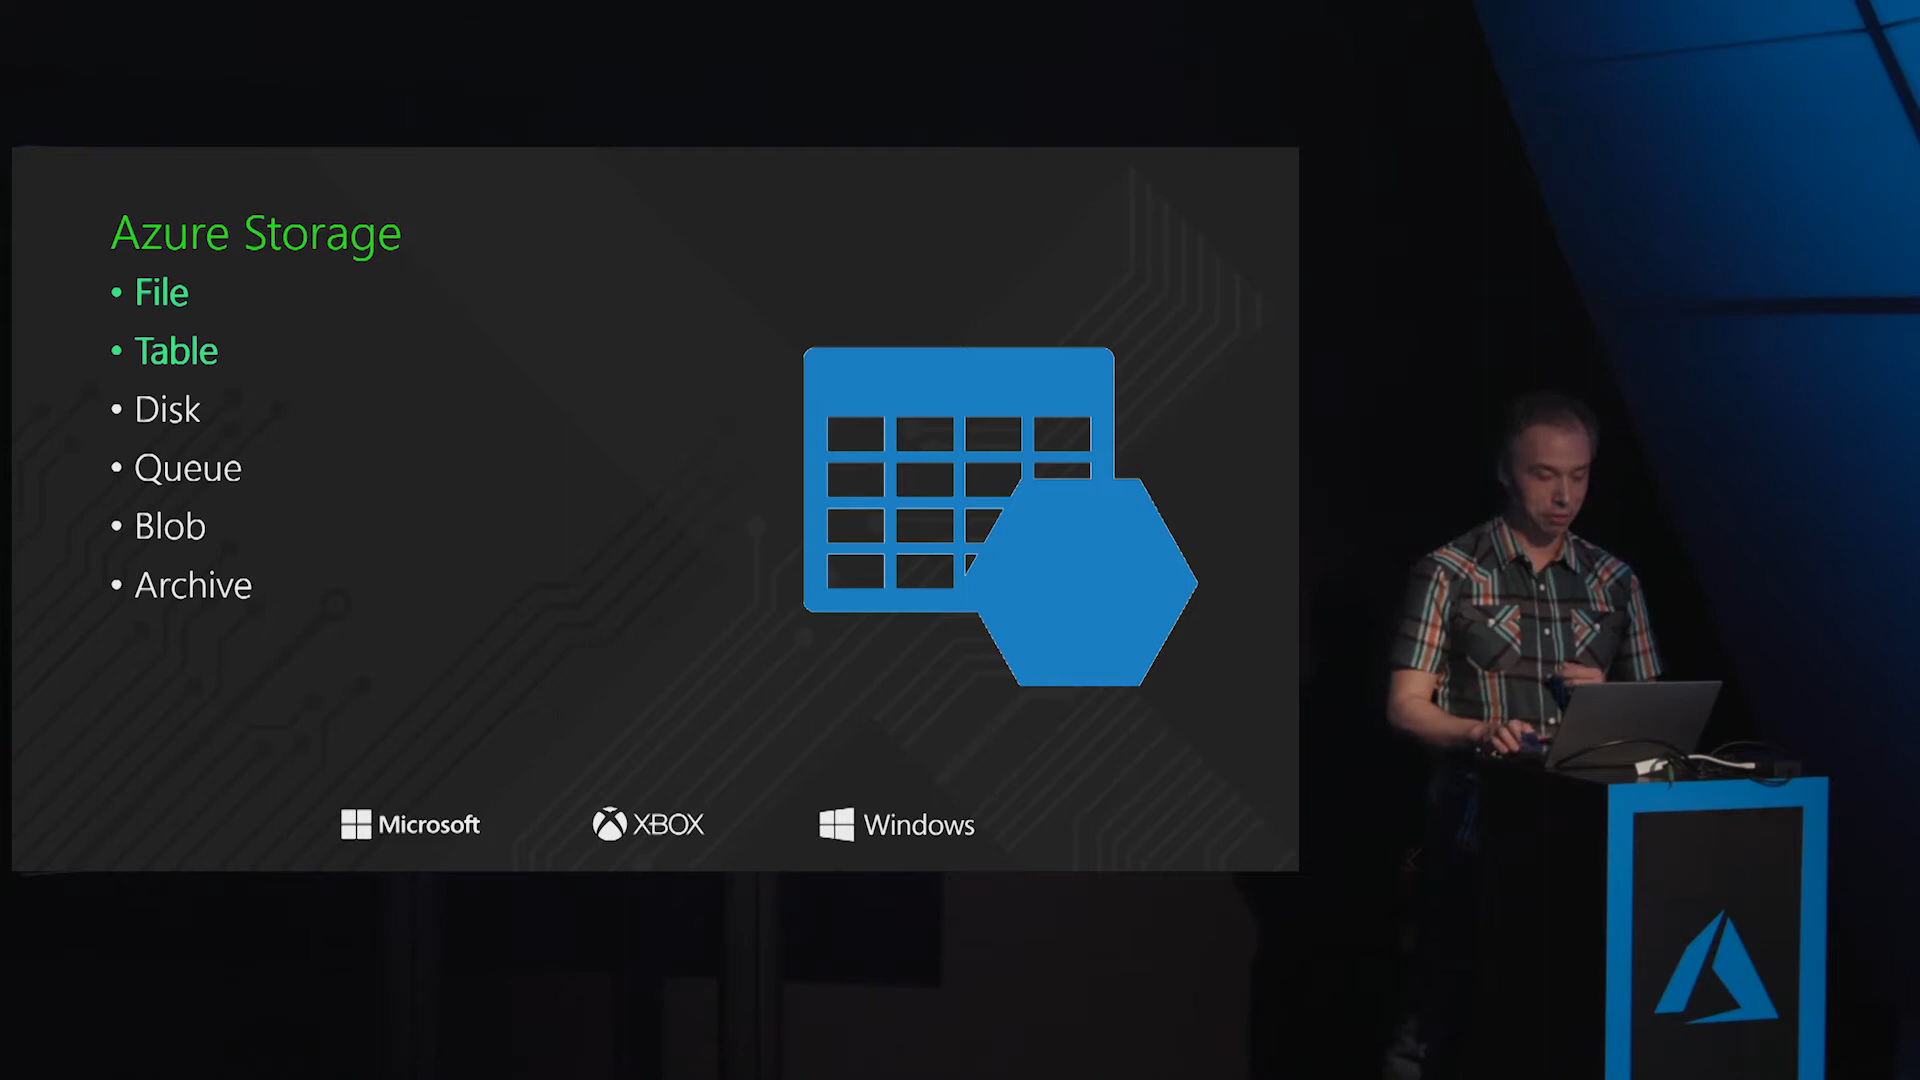 Azure Storage
• File
• Table
• Disk
• Queue
• Blob
• Archive
Microsoft
XBOX
Windows